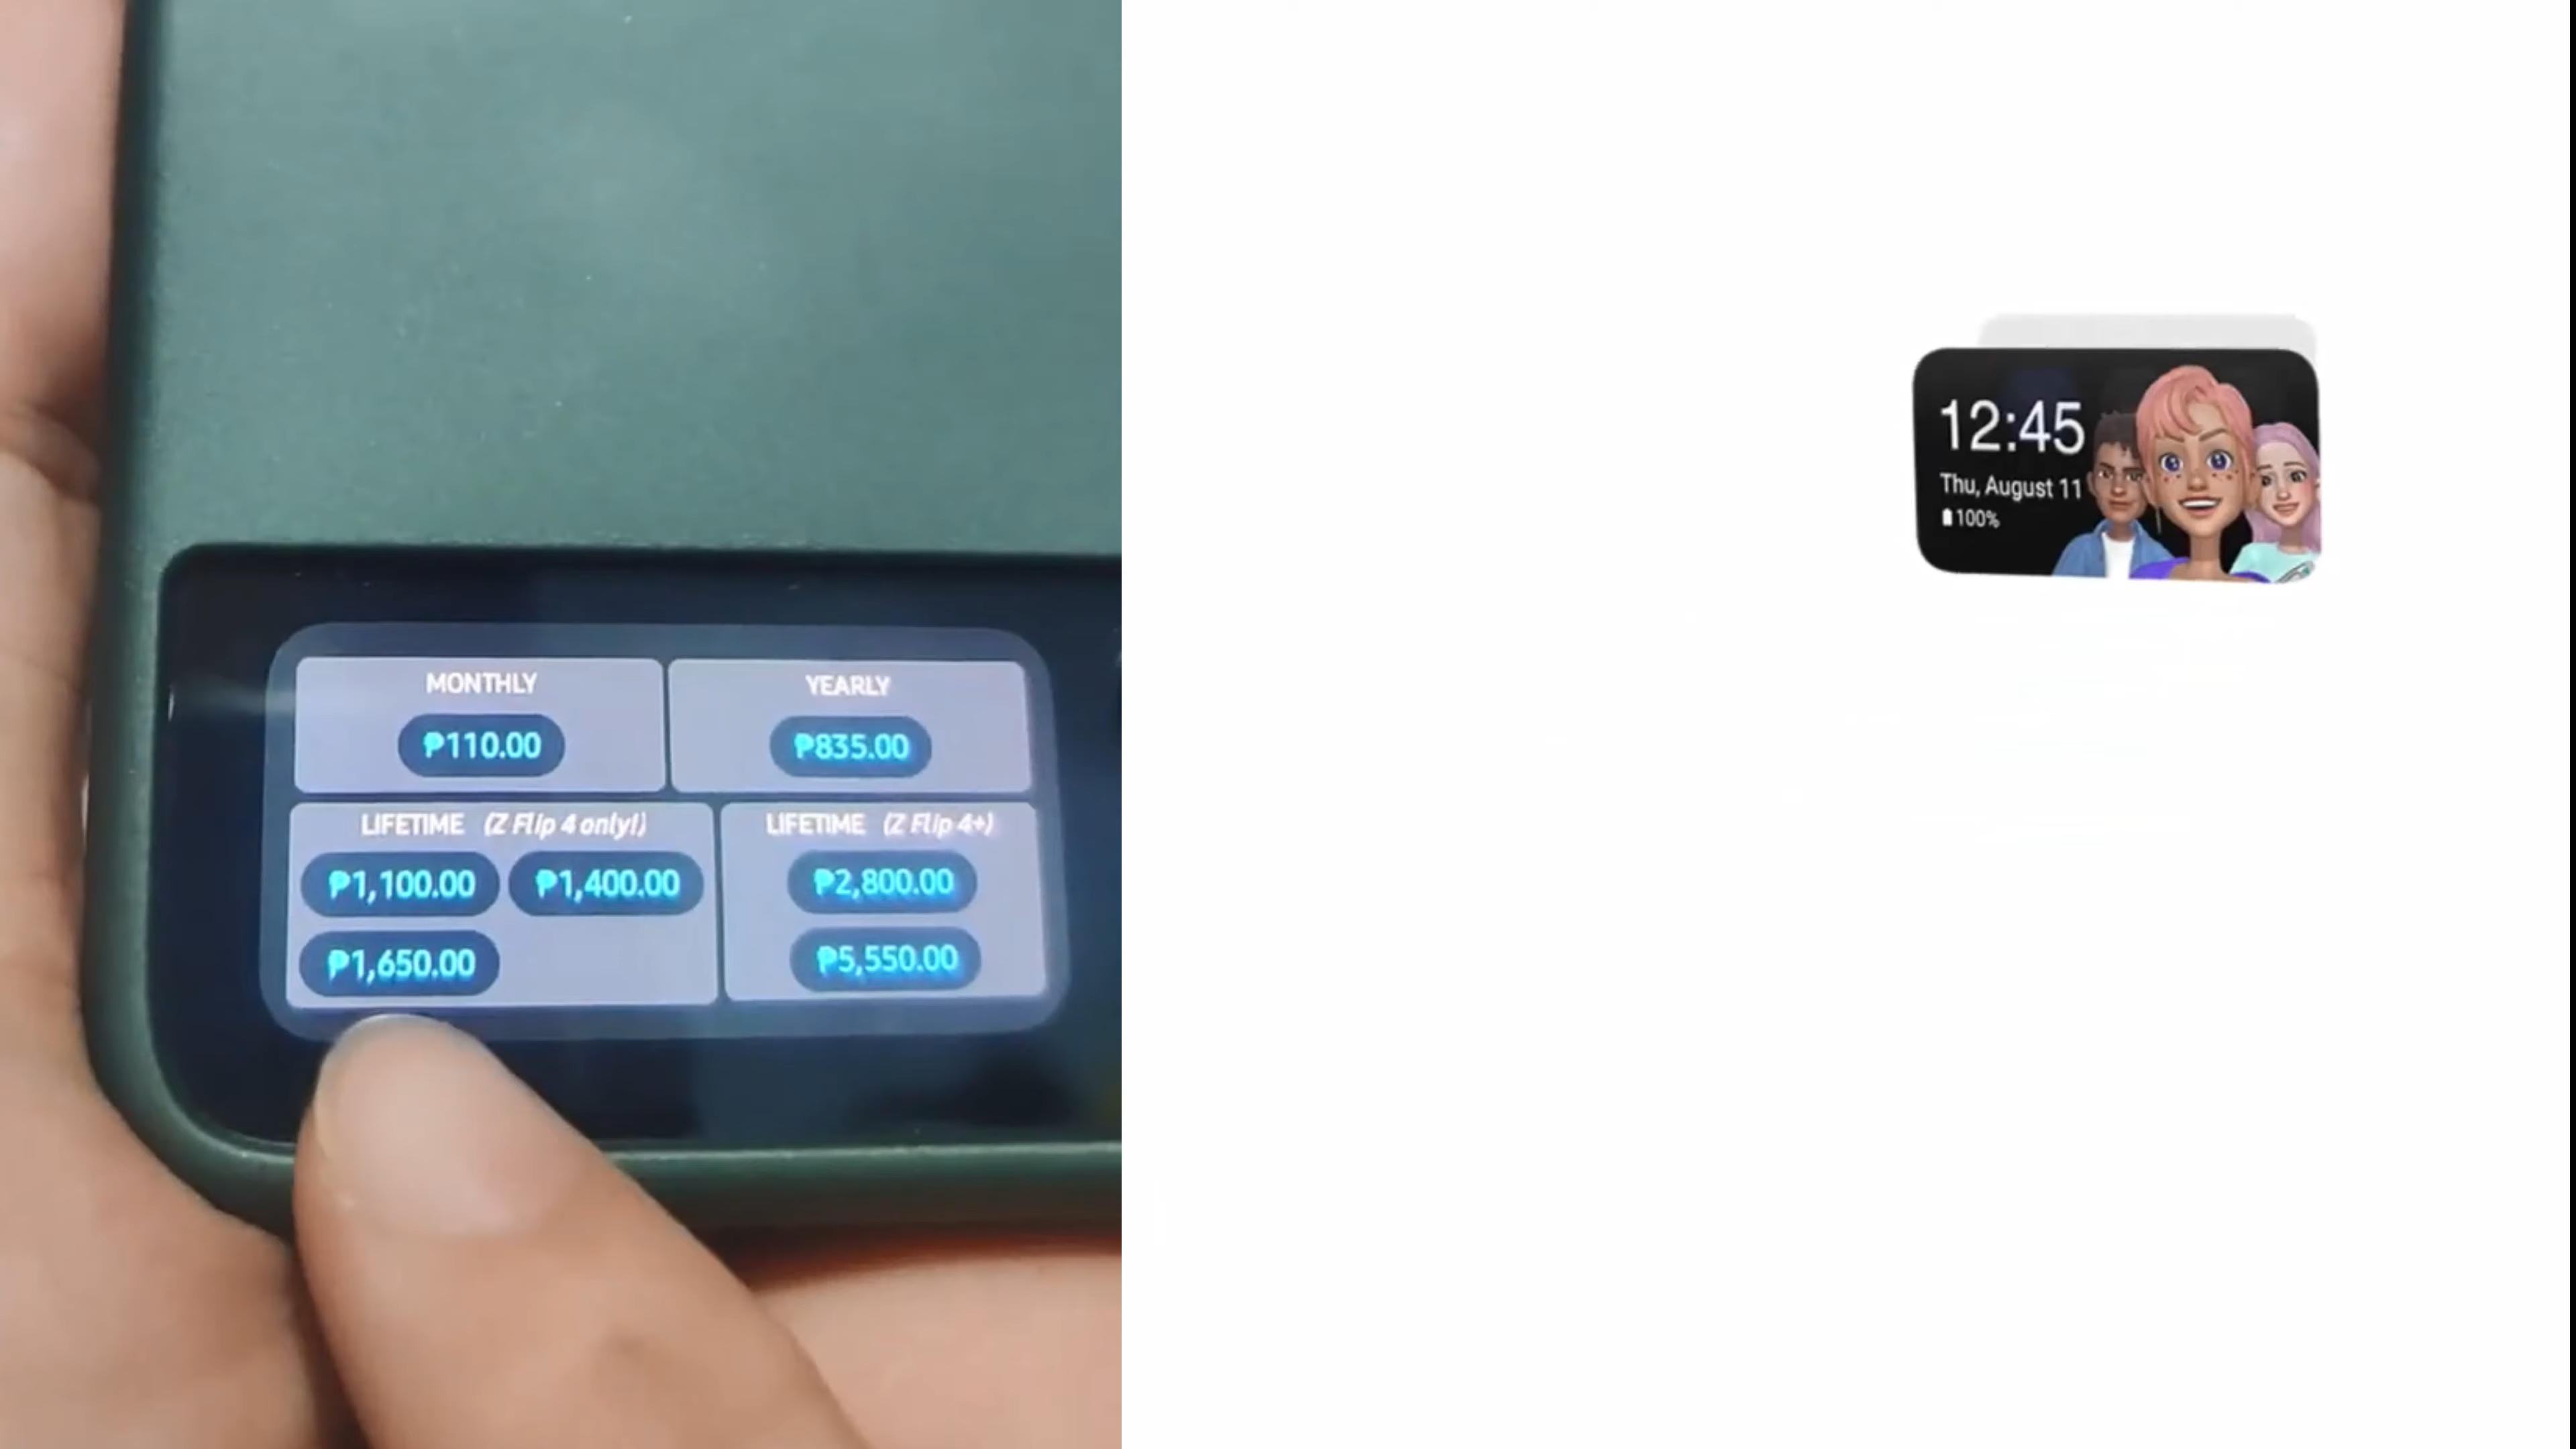 MONTHLY
₱110.00
YEARLY
₱835.00
LIFETIME (Z Flip 4 only!)
₱1,100.00 ₱1,400.00
₱1,650.00
LIFETIME (Z Flip 4+)
₱2,800.00
₱5,550.00
12:45
Thu, August 11
100%